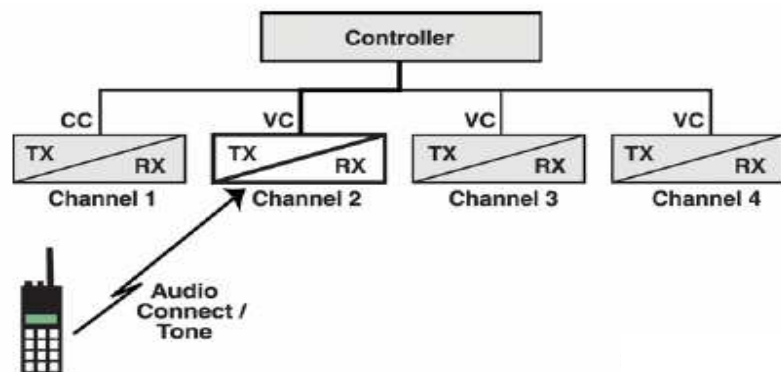 Controller
CC
VC
VC
VC
TX
RX
TX
RX
TX
RX
TX
RX
Channel 1
Channel 2
Channel 3
Channel 4
Audio
Connect /
Tone